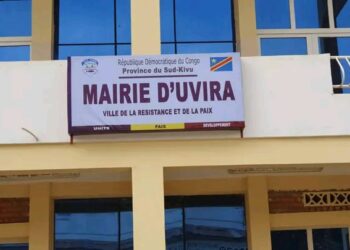 République Démocratique du Congo
Province du Sud-Kivu
MAIRIE D'UVIRA
VILLE DE LA RESISTANCE ET DE LA PAIX
UNITE PAIX DEVELOPPEMENT